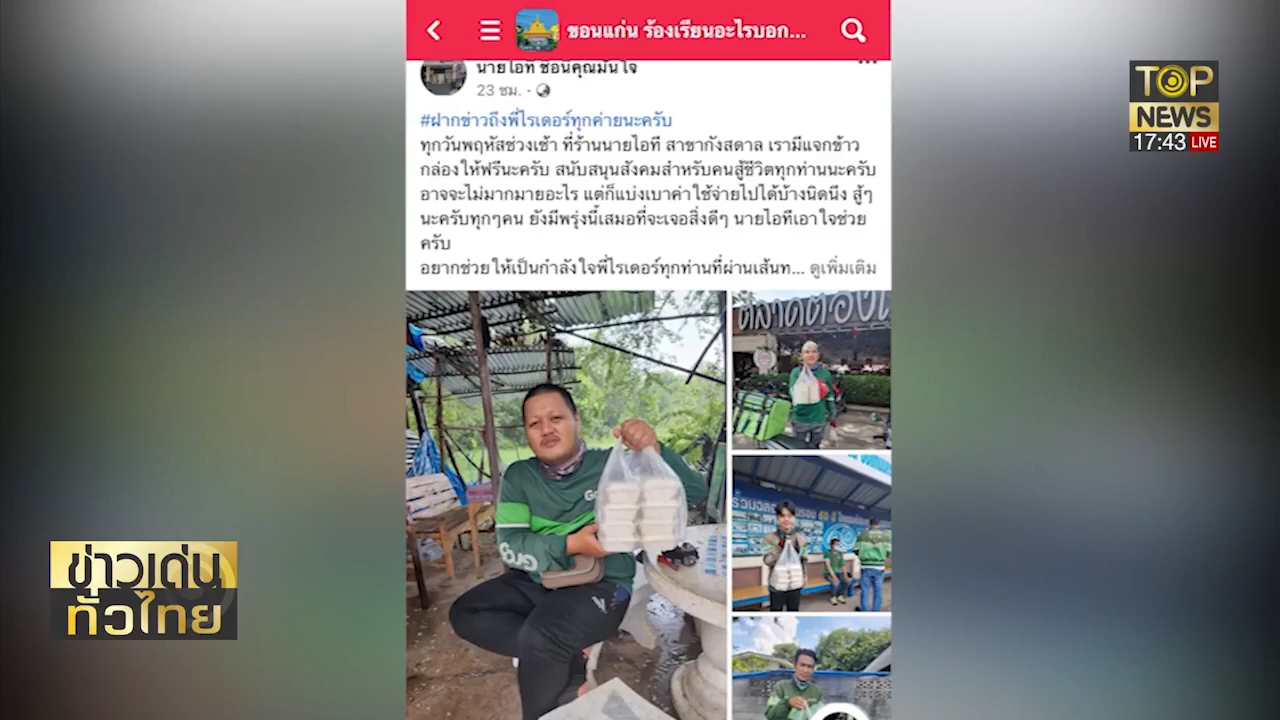 ขอนแก่น ร้องเรียนอะไรบอก...
นายไอที ซ่อมคุณมั่นใจ
23 ชม.
#ฝากข่าวถึงพี่ไรเดอร์ทุกค่ายนะครับ
ทุกวันพฤหัสช่วงเช้า ที่ร้านนายไอที สาขากังสดาล เรามีแจกข้าว
กล่องให้ฟรีนะครับ สนับสนุนสังคมสำหรับคนสู้ชีวิตทุกท่านนะครับ
อาจจะไม่มากมายอะไร แต่ก็แบ่งเบาค่าใช้จ่ายไปได้บ้างนิดนึง สู้ๆ
นะครับทุกๆคน ยังมีพรุ่งนี้เสมอที่จะเจอสิ่งดีๆ นายไอทีเอาใจช่วย
ครับ
อยากช่วยให้เป็นกำลังใจพี่ไรเดอร์ทุกท่านที่ผ่านเส้นท... ดูเพิ่มเติม
TOP
NEWS
17:43 LIVE
ข่าวเด่น
ทั่วไทย